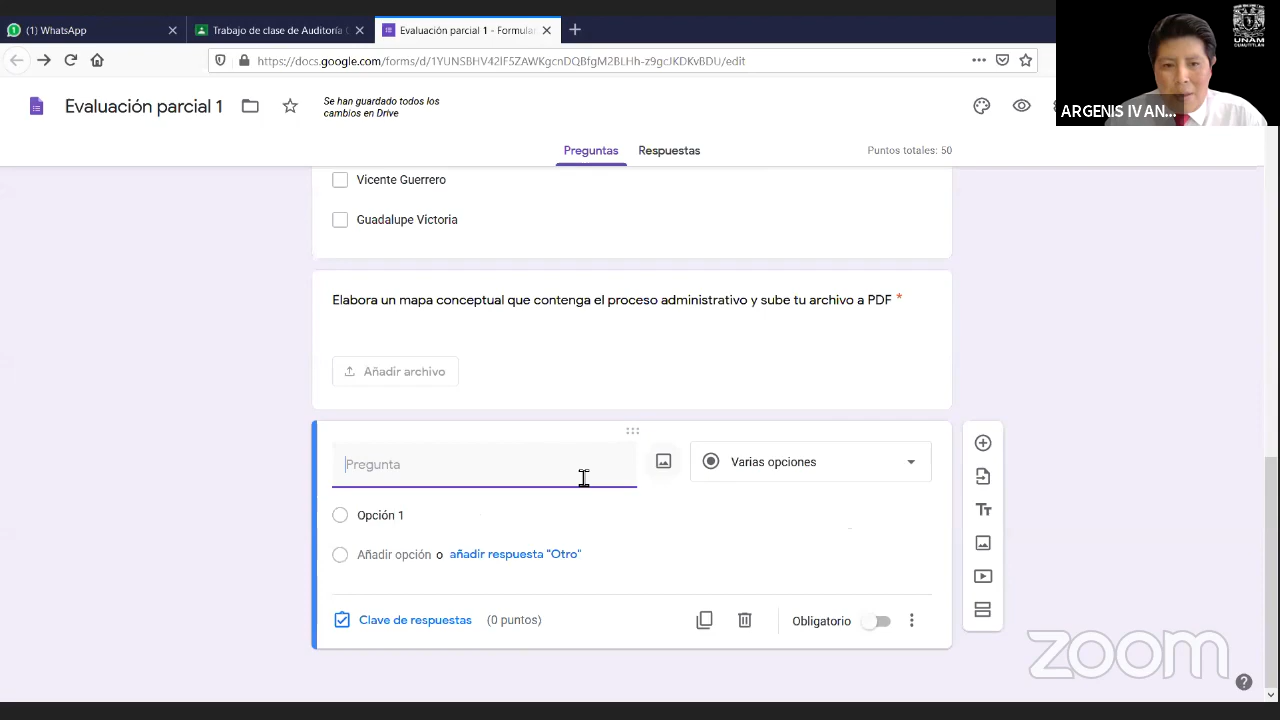 (1) WhatsApp
Trabajo de clase de Auditoría
Evaluación parcial 1 - Formula
https://docs.google.com/forms/d/1YUNSBHV42lF5ZAWKgcnDQBfgM2BLHh-z9gcJKDKvBDU/edit
UNAM
CUAUTITLÁN
ARGENIS IVAN...
Evaluación parcial 1
Se han guardado todos los
cambios en Drive
Preguntas
Respuestas
Puntos totales: 50
Vicente Guerrero
Guadalupe Victoria
Elabora un mapa conceptual que contenga el proceso administrativo y sube tu archivo a PDF *
Añadir archivo
Pregunta
Varias opciones
Opción 1
Añadir opción o añadir respuesta "Otro"
Clave de respuestas (0 puntos)
Obligatorio
zoom